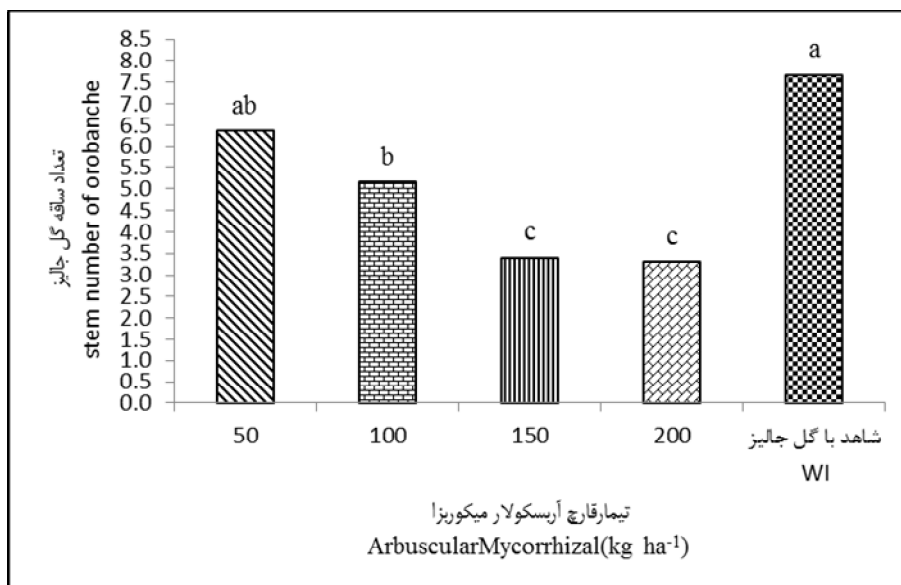 تعداد ساقه گل جالیز
stem number of orobanche
8.5
8.0
7.5
7.0
6.5
6.0
5.5
5.0
4.5
4.0
3.5
3.0
2.5
2.0
1.5
1.0
0.5
0.0
ab
b
c
c
a
50
100
150
200
شاهد با گل جالیز
WI
تیمارقارچ آربسکولار میکوریزا
ArbuscularMycorrhizal(kg ha⁻¹)